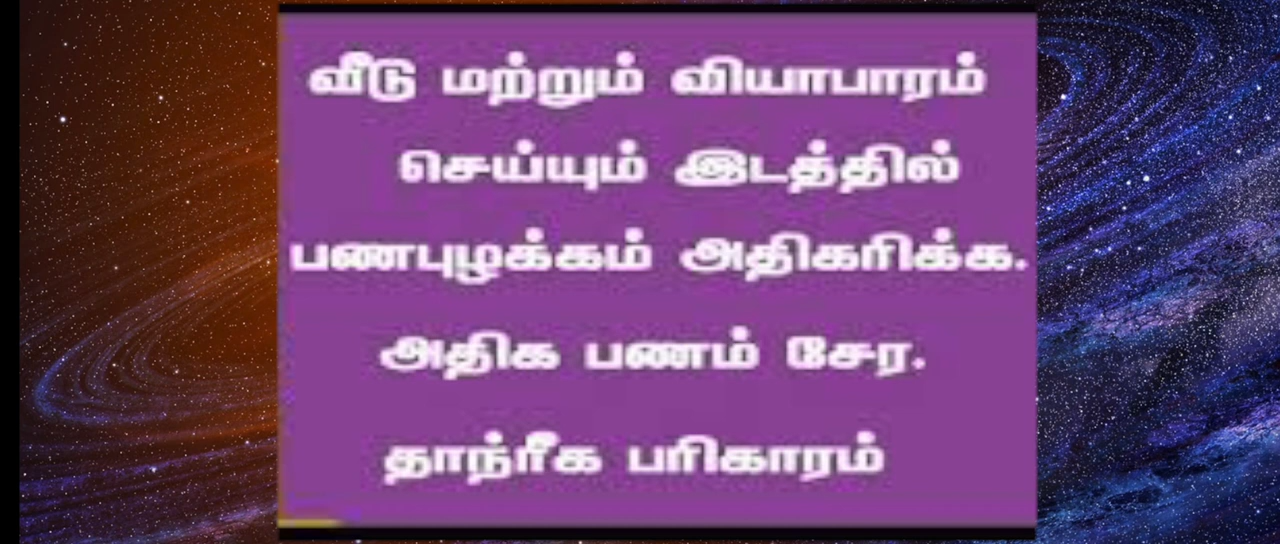 வீடு மற்றும் வியாபாரம்
செய்யும் இடத்தில்
பணபுழக்கம் அதிகரிக்க.
அதிக பணம் சேர.
தாந்ரீக பரிகாரம்